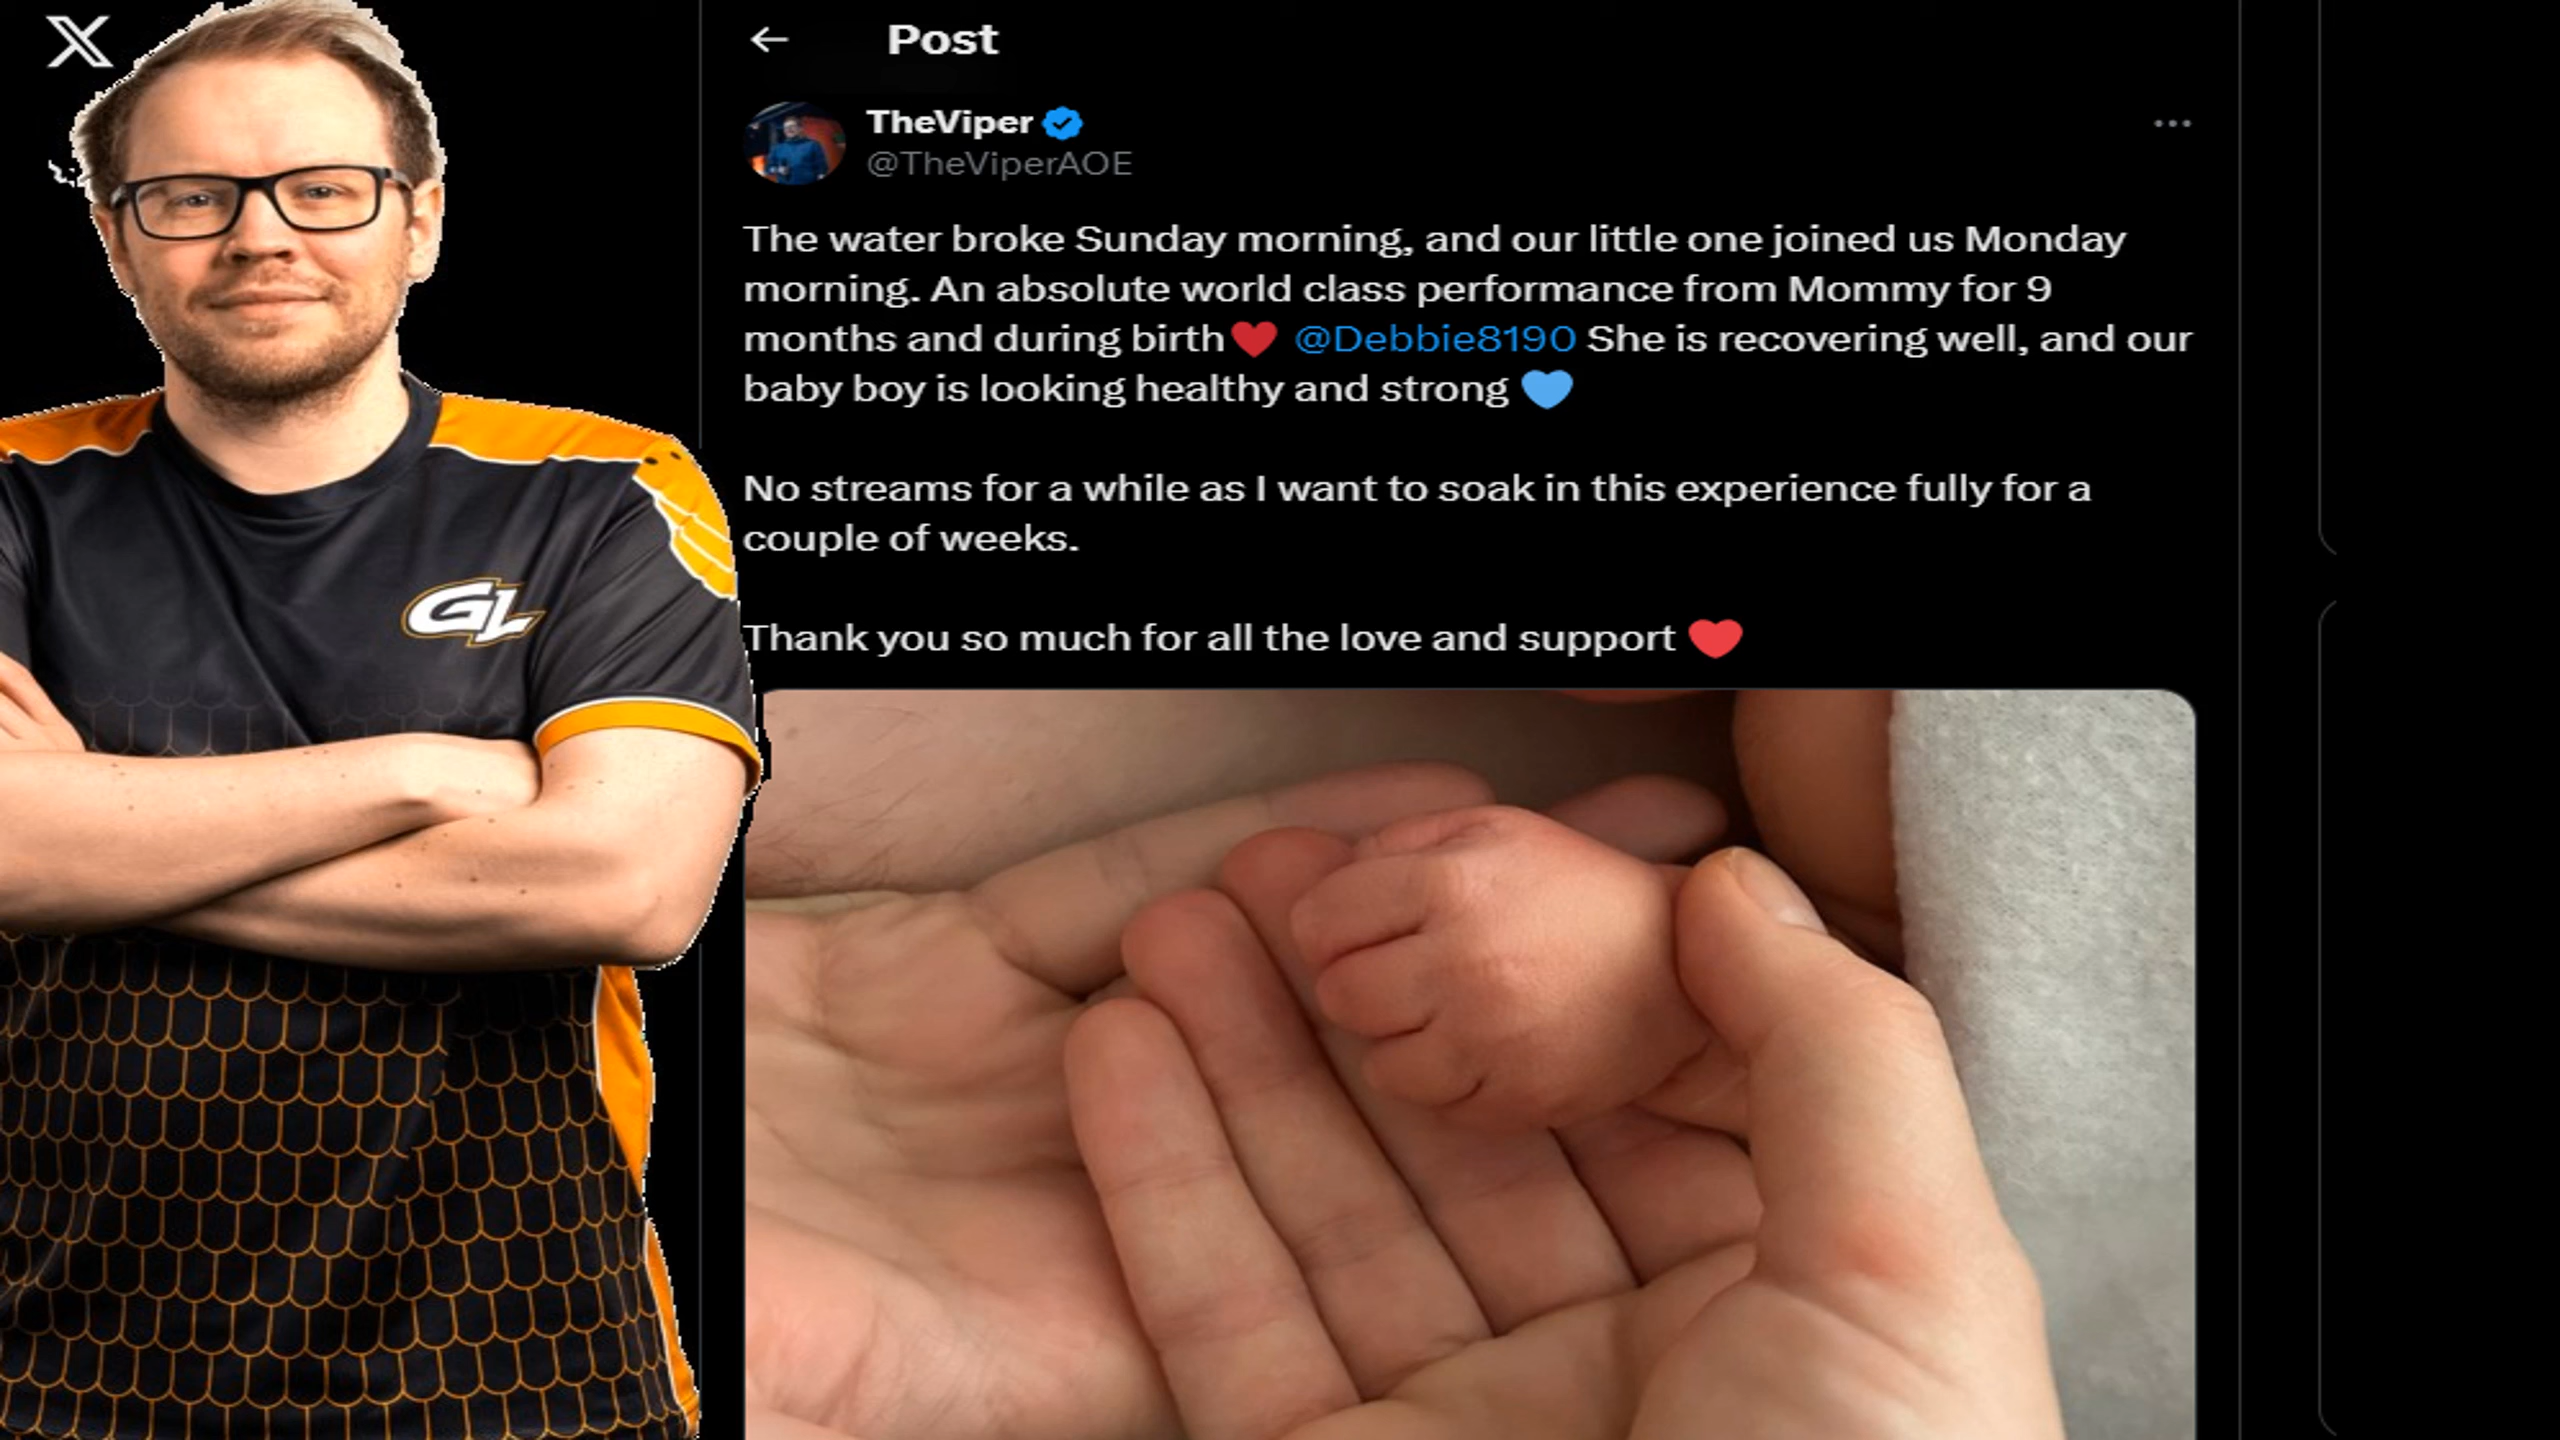 X
Post
TheViper
@TheViperAOE
The water broke Sunday morning, and our little one joined us Monday
morning. An absolute world class performance from Mommy for 9
months and during birth❤️ @Debbie8190 She is recovering well, and our
baby boy is looking healthy and strong 💙
No streams for a while as I want to soak in this experience fully for a
couple of weeks.
Thank you so much for all the love and support ❤️
GL